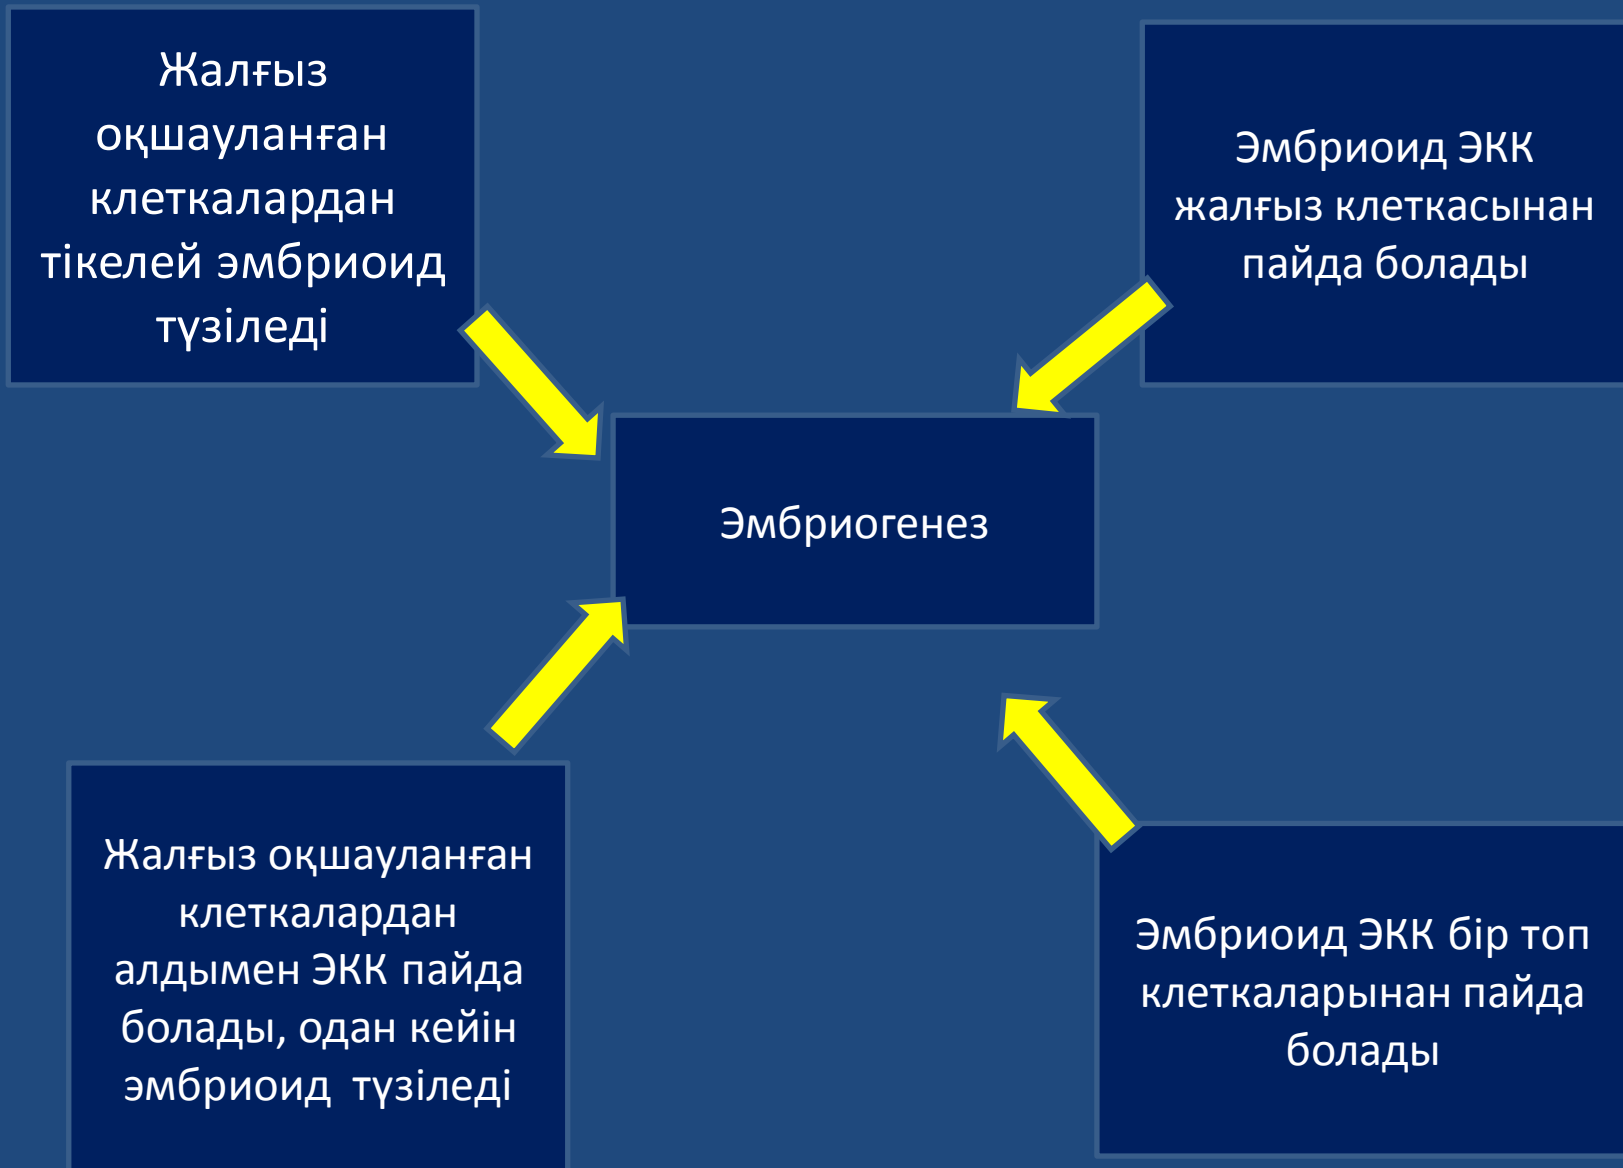 Жалғыз
оқшауланған
клеткалардан
тікелей эмбриоид
түзіледі
Эмбриоид ЭКК
жалғыз клеткасынан
пайда болады
Эмбриогенез
Жалғыз оқшауланған
клеткалардан
алдымен ЭКК пайда
болады, одан кейін
эмбриоид түзіледі
Эмбриоид ЭКК бір топ
клеткаларынан пайда
болады